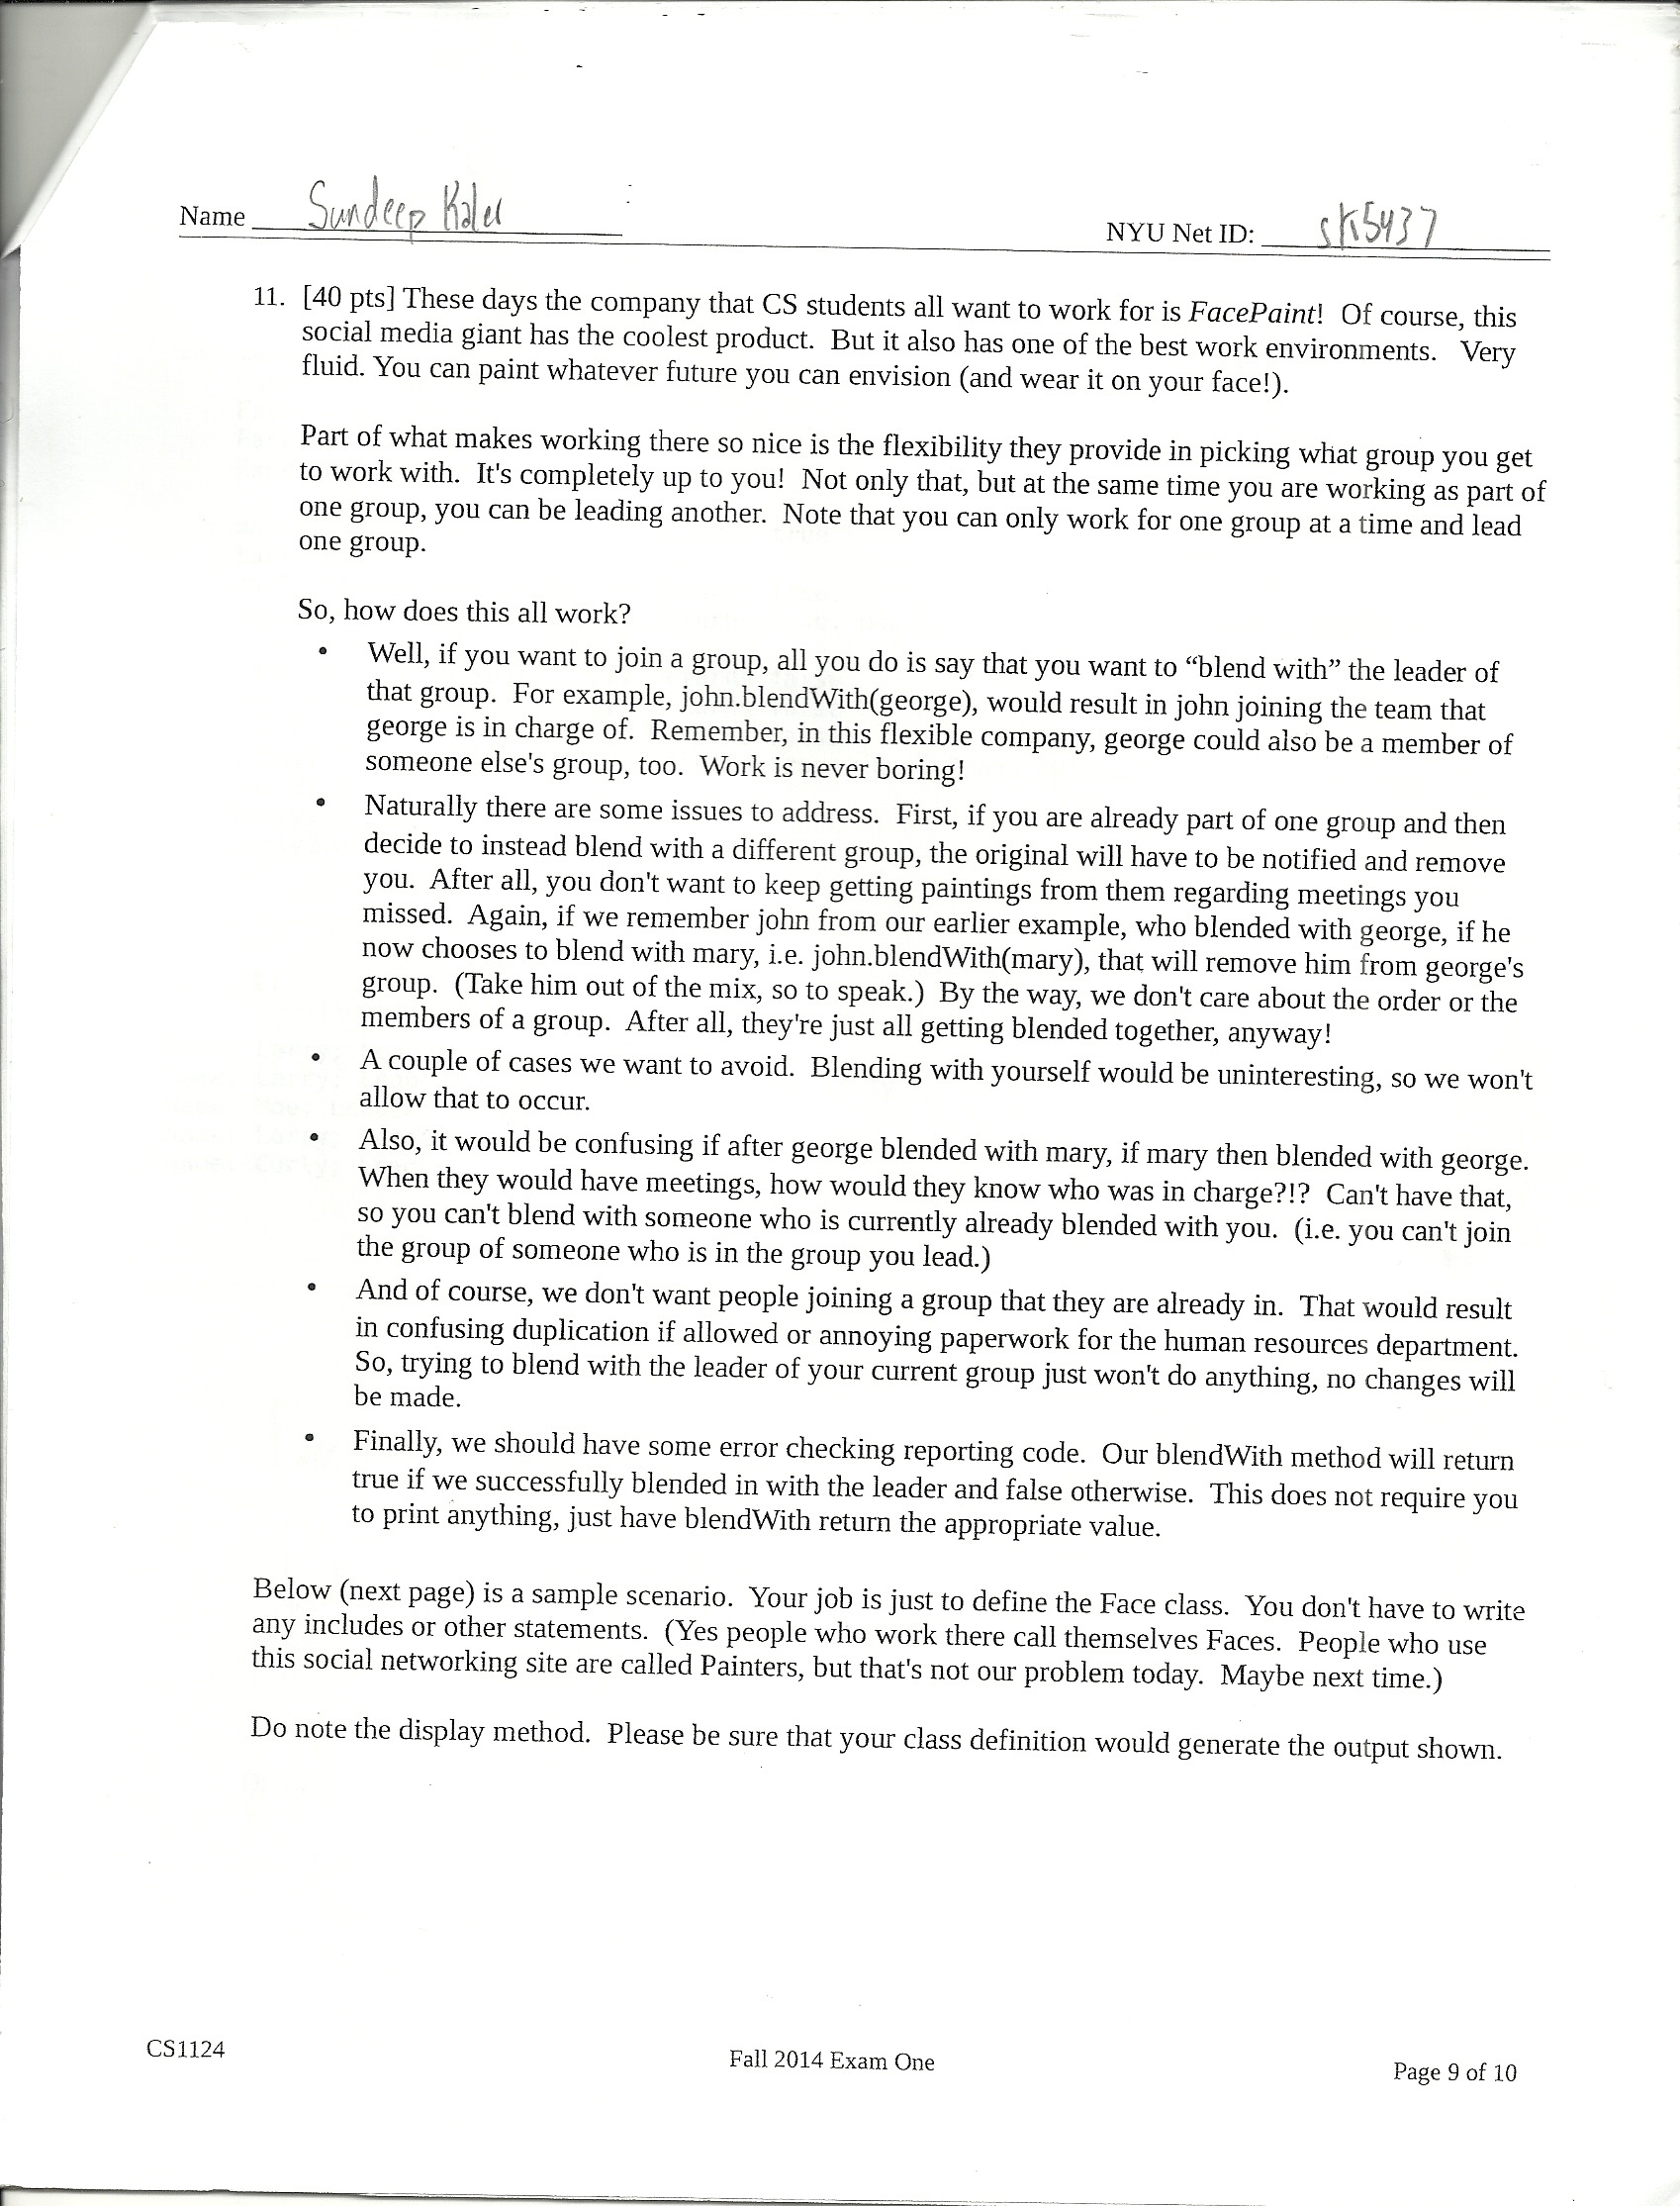 Name Sundeep Kaler NYU Net ID: sk5437
11. [40 pts] These days the company that CS students all want to work for is FacePaint! Of course, this
social media giant has the coolest product. But it also has one of the best work environments. Very
fluid. You can paint whatever future you can envision (and wear it on your face!).
Part of what makes working there so nice is the flexibility they provide in picking what group you get
to work with. It's completely up to you! Not only that, but at the same time you are working as part of
one group, you can be leading another. Note that you can only work for one group at a time and lead
one group.
So, how does this all work?
• Well, if you want to join a group, all you do is say that you want to “blend with” the leader of
that group. For example, john.blendWith(george), would result in john joining the team that
george is in charge of. Remember, in this flexible company, george could also be a member of
someone else's group, too. Work is never boring!
• Naturally there are some issues to address. First, if you are already part of one group and then
decide to instead blend with a different group, the original will have to be notified and remove
you. After all, you don't want to keep getting paintings from them regarding meetings you
missed. Again, if we remember john from our earlier example, who blended with george, if he
now chooses to blend with mary, i.e. john.blendWith(mary), that will remove him from george's
group. (Take him out of the mix, so to speak.) By the way, we don't care about the order or the
members of a group. After all, they're just all getting blended together, anyway!
• A couple of cases we want to avoid. Blending with yourself would be uninteresting, so we won't
allow that to occur.
• Also, it would be confusing if after george blended with mary, if mary then blended with george.
When they would have meetings, how would they know who was in charge?!? Can't have that,
so you can't blend with someone who is currently already blended with you. (i.e. you can't join
the group of someone who is in the group you lead.)
• And of course, we don't want people joining a group that they are already in. That would result
in confusing duplication if allowed or annoying paperwork for the human resources department.
So, trying to blend with the leader of your current group just won't do anything, no changes will
be made.
• Finally, we should have some error checking reporting code. Our blendWith method will return
true if we successfully blended in with the leader and false otherwise. This does not require you
to print anything, just have blendWith return the appropriate value.
Below (next page) is a sample scenario. Your job is just to define the Face class. You don't have to write
any includes or other statements. (Yes people who work there call themselves Faces. People who use
this social networking site are called Painters, but that's not our problem today. Maybe next time.)
Do note the display method. Please be sure that your class definition would generate the output shown.
CS1124 Fall 2014 Exam One Page 9 of 10